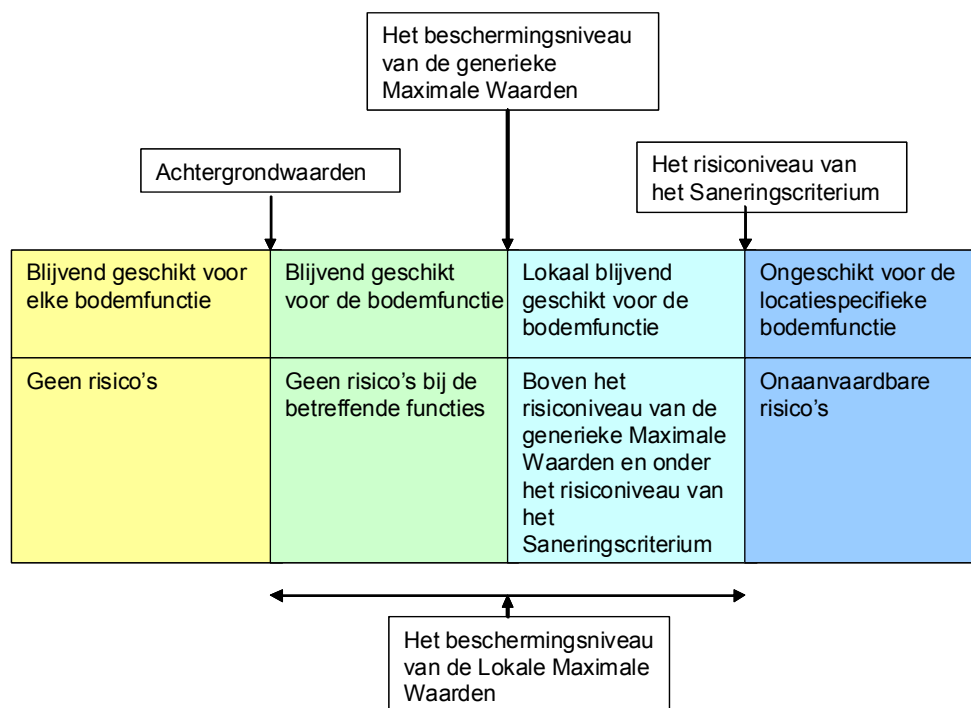 Het beschermingsniveau
van de generieke
Maximale Waarden
Achtergrondwaarden
Het risiconiveau van
het Saneringscriterium
Blijvend geschikt voor
elke bodemfunctie
Blijvend geschikt
voor de bodemfunctie
Lokaal blijvend
geschikt voor de
bodemfunctie
Ongeschikt voor de
locatiespecifieke
bodemfunctie
Geen risico's
Geen risico's bij de
betreffende functies
Boven het
risiconiveau van de
generieke Maximale
Waarden en onder
het risiconiveau van
het
Saneringscriterium
Onaanvaardbare
risico's
Het beschermingsniveau
van de Lokale Maximale
Waarden